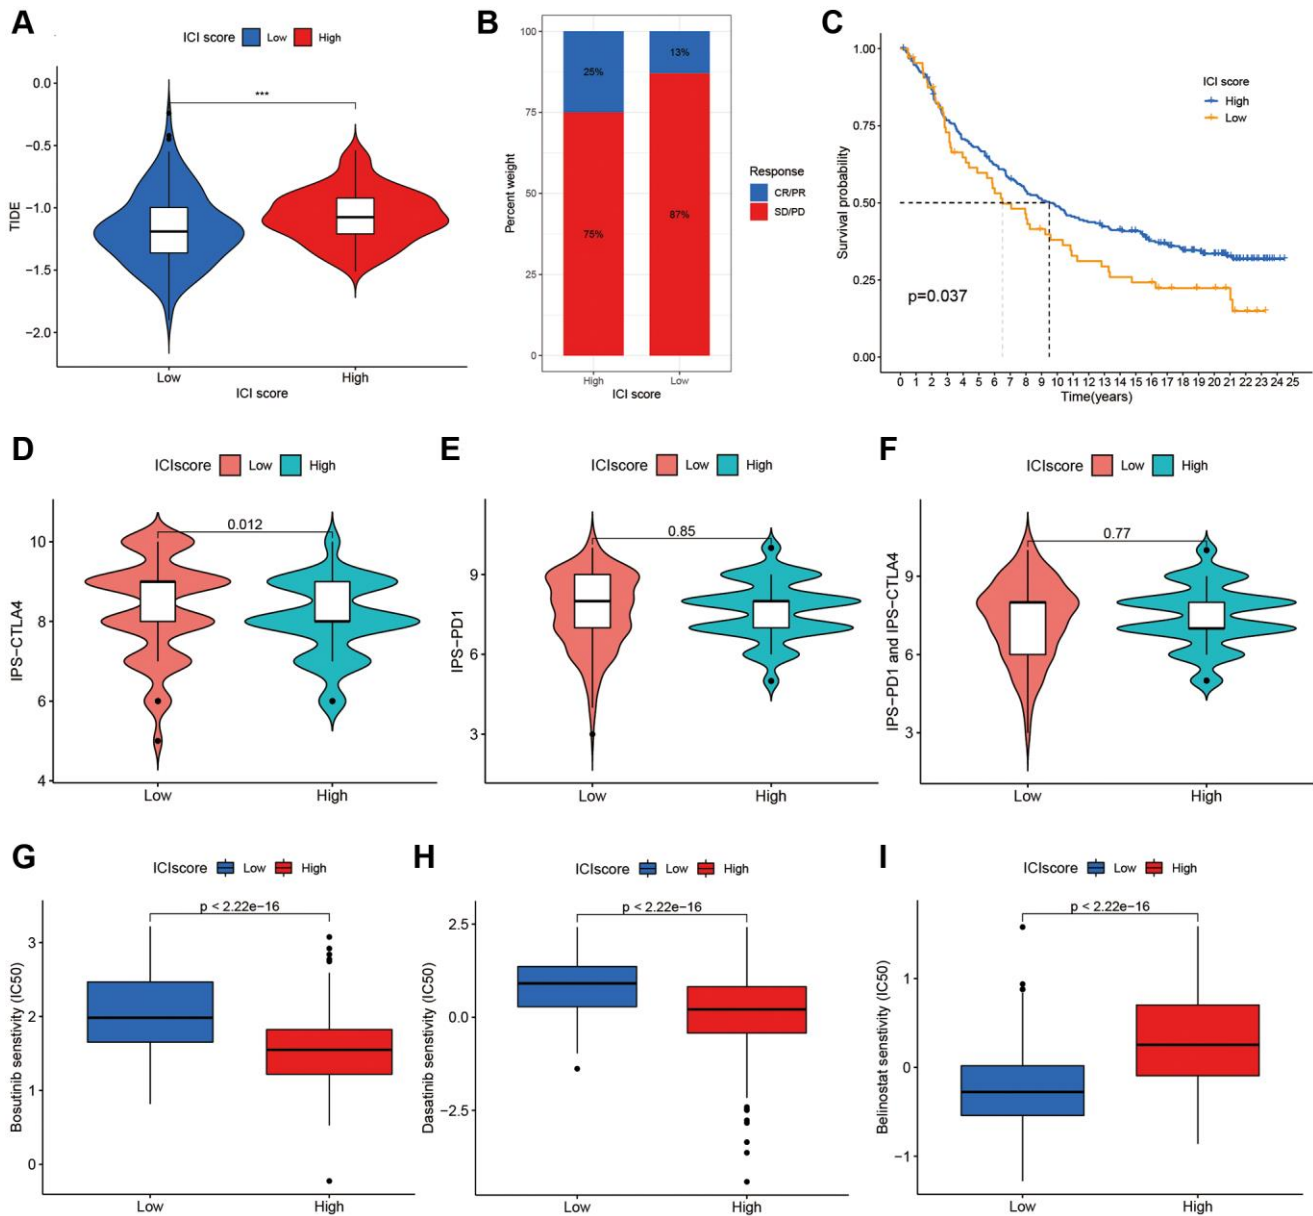 A
ICI score Low High
0.0
−0.5
−1.0
−1.5
−2.0
TIDE
***
Low High
ICI score
B
100
75
50
25
0
Percent weight
25%
75%
13%
87%
High Low
ICI score
Response
CR/PR
SD/PD
C
1.00
0.75
0.50
0.25
0.00
Survival probability
ICI score
High
Low
p=0.037
0 1 2 3 4 5 6 7 8 9 10 11 12 13 14 15 16 17 18 19 20 21 22 23 24 25
Time(years)
D
ICIscore Low High
10
8
6
4
IPS−CTLA4
0.012
Low High
E
ICIscore Low High
9
6
3
IPS−PD1
0.85
Low High
F
ICIscore Low High
9
6
3
IPS−PD1 and IPS−CTLA4
0.77
Low High
G
ICIscore Low High
3
2
1
0
Bosutinib senstivity (IC50)
p < 2.22e−16
Low High
H
ICIscore Low High
2.5
0.0
−2.5
Dasatinib senstivity (IC50)
p < 2.22e−16
Low High
I
ICIscore Low High
1
0
−1
Belinostat senstivity (IC50)
p < 2.22e−16
Low High